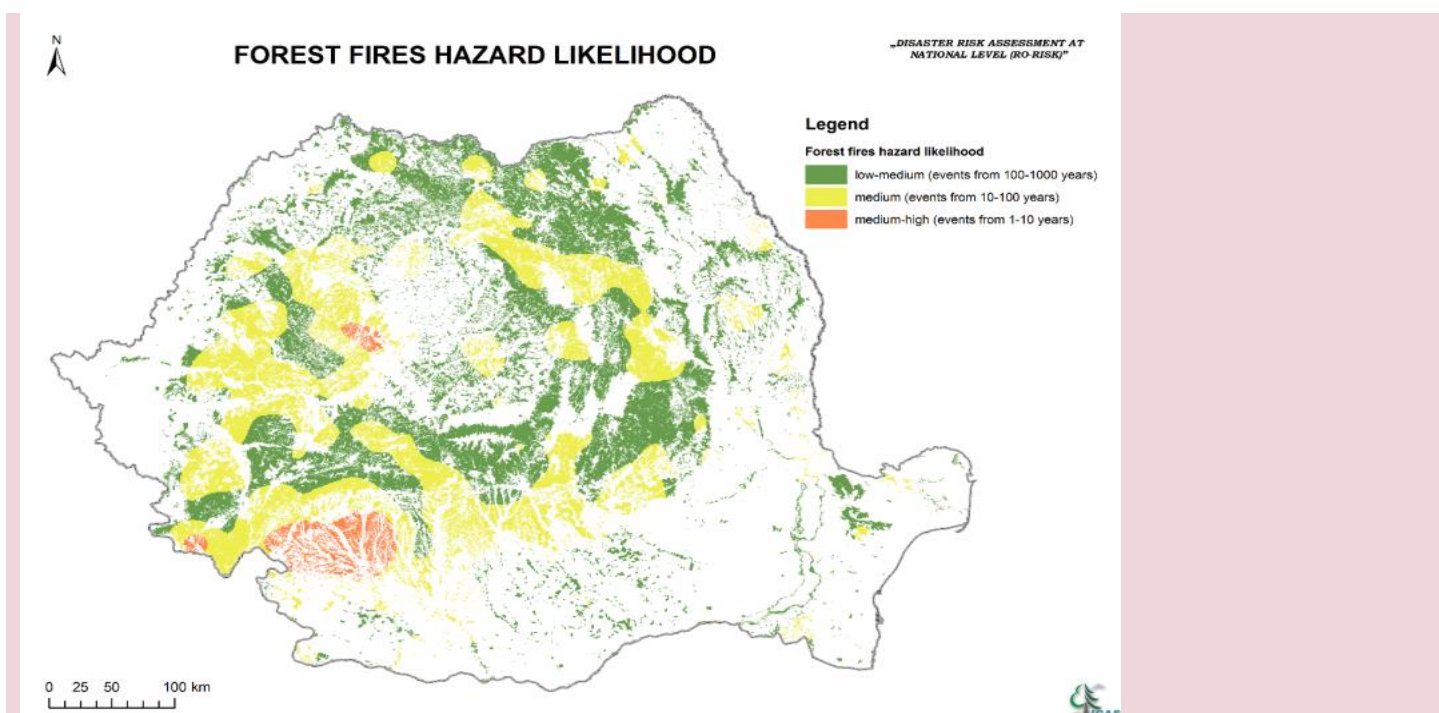 N
FOREST FIRES HAZARD LIKELIHOOD
„DISASTER RISK ASSESSMENT AT
NATIONAL LEVEL (RO-RISK)”
Legend
Forest fires hazard likelihood
low-medium (events from 100-1000 years)
medium (events from 10-100 years)
medium-high (events from 1-10 years)
0 25 50 100 km